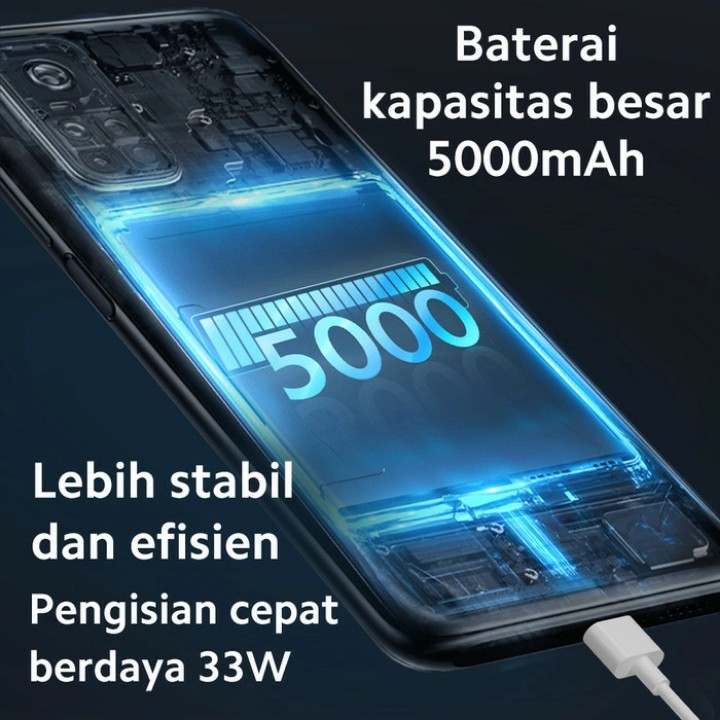 Baterai
kapasitas besar
5000mAh
5000
Lebih stabil
dan efisien
Pengisian cepat
berdaya 33W